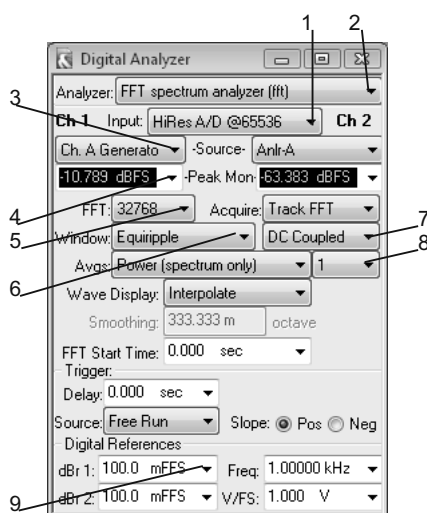 1 2
Digital Analyzer
Analyzer: FFT spectrum analyzer (fft)
3
Ch 1 Input: HiRes A/D @65536 Ch 2
Ch. A Generato -Source- Anlr-A
-10.789 dBFS -Peak Mon- -63.383 dBFS
4
FFT: 32768 Acquire: Track FFT
5 7
Window: Equiripple DC Coupled
8
Avgs: Power (spectrum only) 1
6
Wave Display: Interpolate
Smoothing: 333.333 m octave
FFT Start Time: 0.000 sec
Trigger:
Delay: 0.000 sec
Source: Free Run Slope: Pos Neg
Digital References
dBr 1: 100.0 mFFS Freq: 1.00000 kHz
9
dBr 2: 100.0 mFFS V/FS: 1.000 V